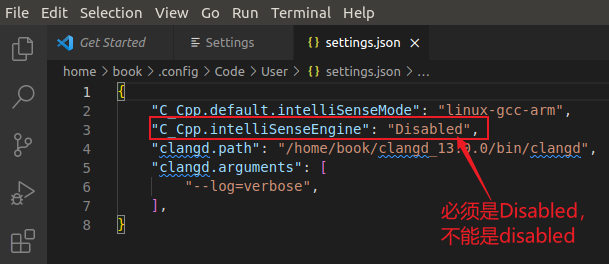 File Edit Selection View Go Run Terminal Help
Get Started Settings { } settings.json ×
home > book > .config > Code > User > { } settings.json > ...
1 {
2 "C_Cpp.default.intelliSenseMode": "linux-gcc-arm",
3 "C_Cpp.intelliSenseEngine": "Disabled",
4 "clangd.path": "/home/book/clangd_13.0.0/bin/clangd",
5 "clangd.arguments": [
6 "--log=verbose",
7 ],
8 }
必须是Disabled,
不能是disabled